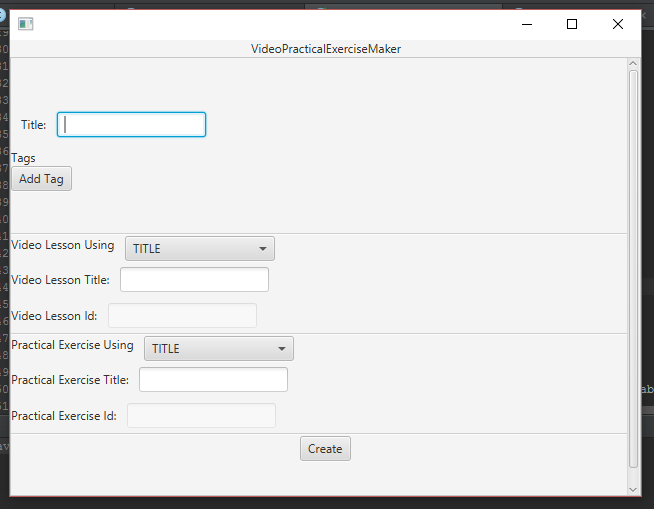 VideoPracticalExerciseMaker
Title:
Tags
Add Tag
Video Lesson Using TITLE
Video Lesson Title:
Video Lesson Id:
Practical Exercise Using TITLE
Practical Exercise Title:
Practical Exercise Id:
Create